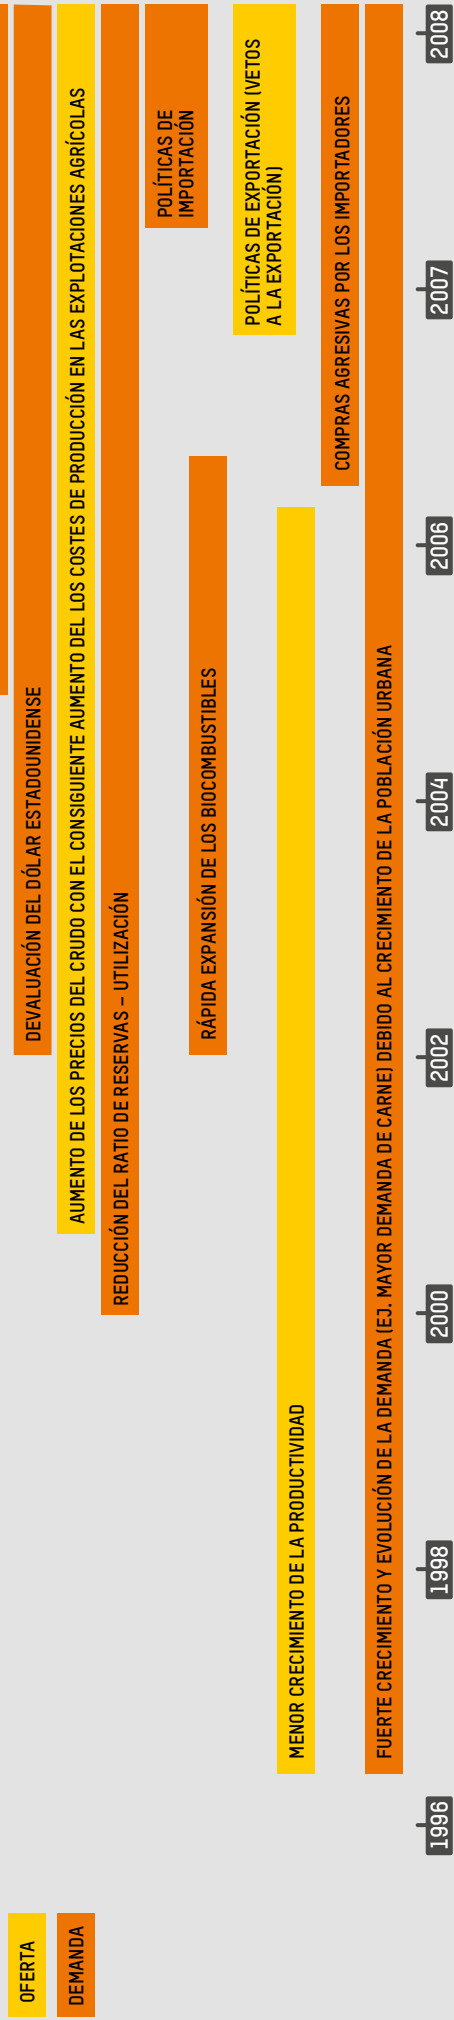 DEVALUACIÓN DEL DÓLAR ESTADOUNIDENSE
AUMENTO DE LOS PRECIOS DEL CRUDO CON EL CONSIGUIENTE AUMENTO DEL LOS COSTES DE PRODUCCIÓN EN LAS EXPLOTACIONES AGRÍCOLAS
REDUCCIÓN DEL RATIO DE RESERVAS – UTILIZACIÓN
POLÍTICAS DE
IMPORTACIÓN
RÁPIDA EXPANSIÓN DE LOS BIOCOMBUSTIBLES
POLÍTICAS DE EXPORTACIÓN (VETOS
A LA EXPORTACIÓN)
MENOR CRECIMIENTO DE LA PRODUCTIVIDAD
COMPRAS AGRESIVAS POR LOS IMPORTADORES
FUERTE CRECIMIENTO Y EVOLUCIÓN DE LA DEMANDA (EJ. MAYOR DEMANDA DE CARNE) DEBIDO AL CRECIMIENTO DE LA POBLACIÓN URBANA
1996
1998
2000
2002
2004
2006
2007
2008
OFERTA
DEMANDA